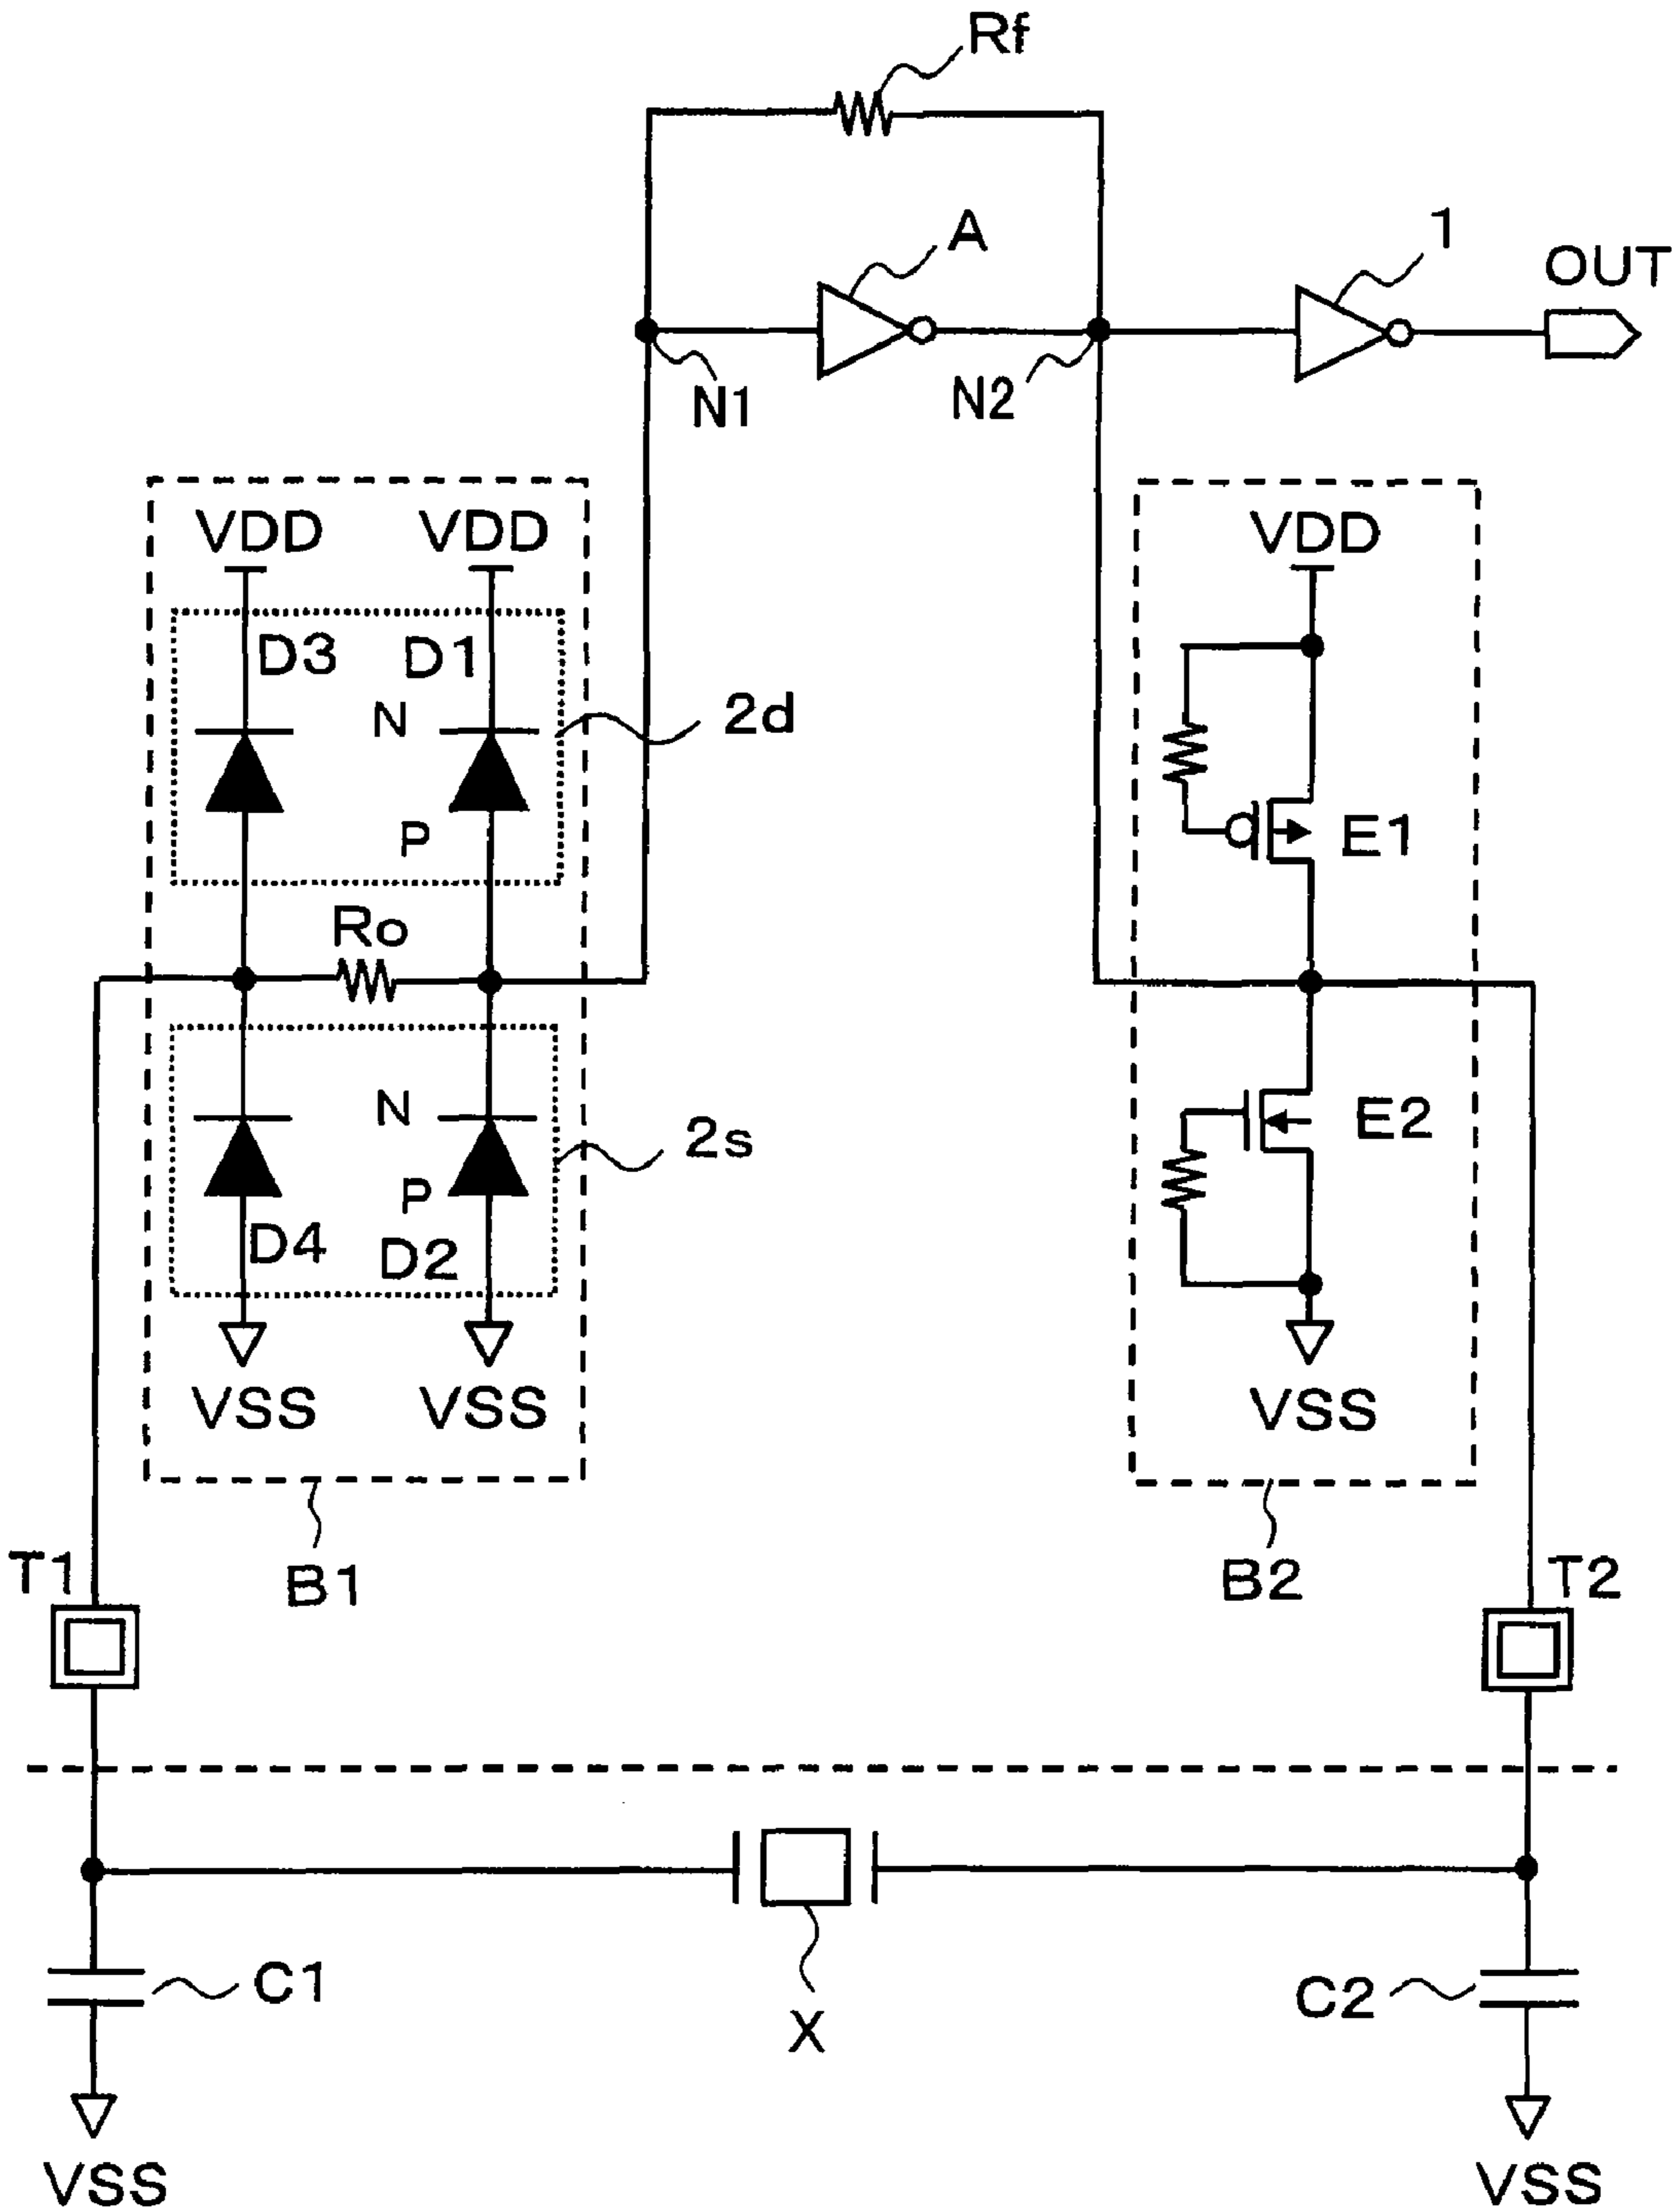 Rf
A
1
OUT
N1
N2
VDD
VDD
VDD
D3
D1
N
2d
P
E1
Ro
N
2s
E2
P
D4
D2
VSS
VSS
VSS
T1
B1
B2
T2
C1
X
C2
VSS
VSS